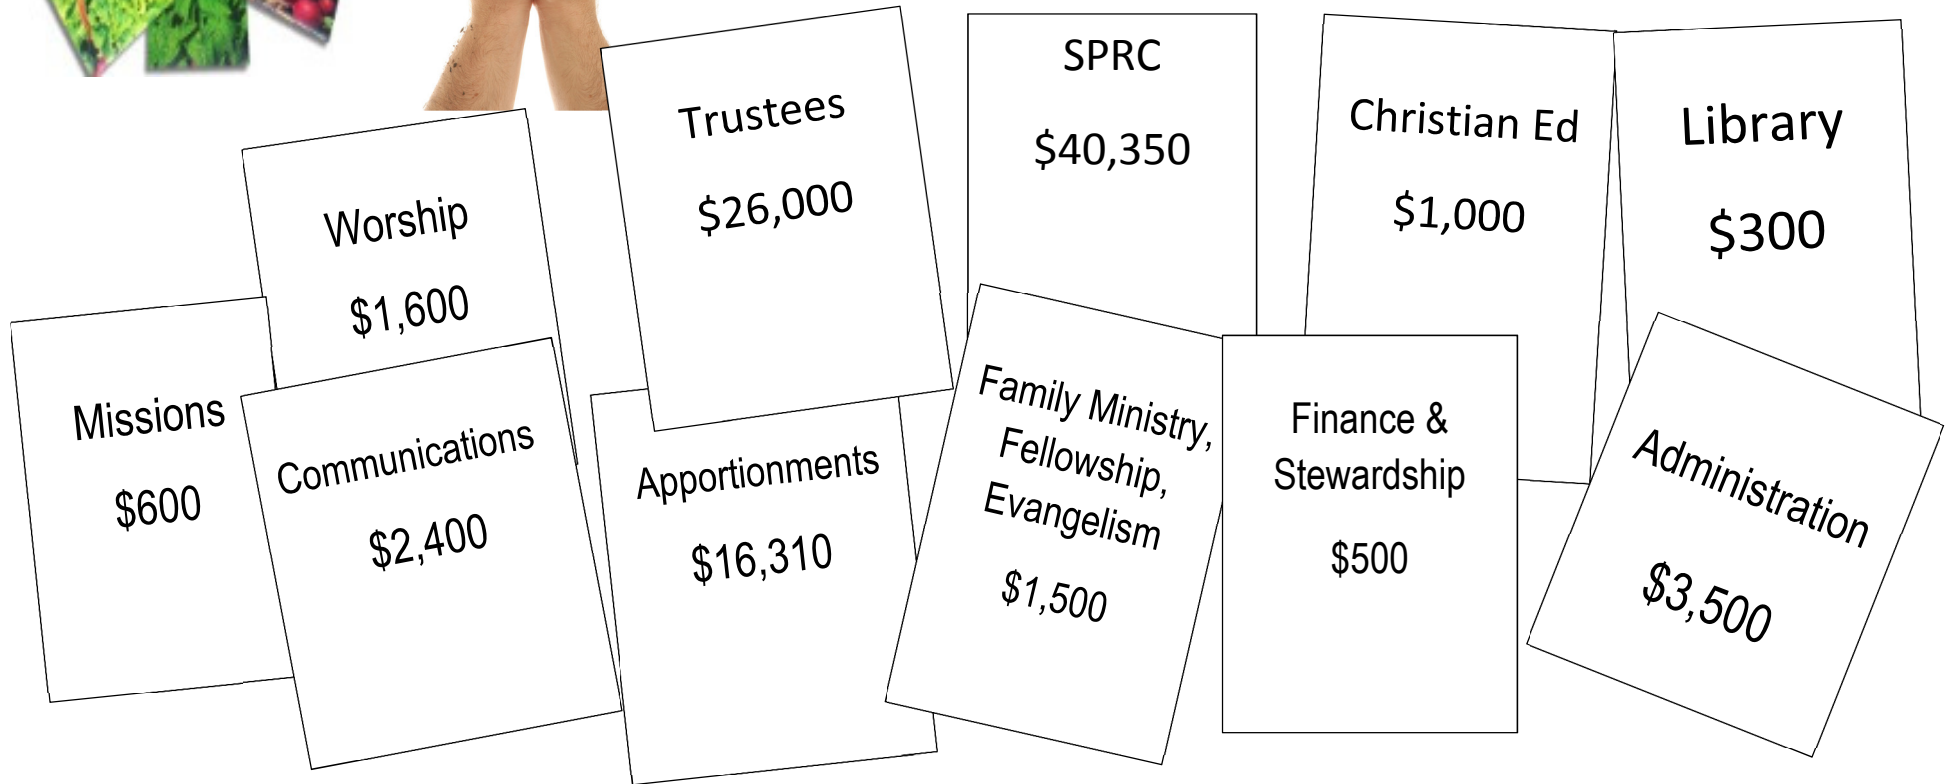 SPRC
$40,350
Trustees
$26,000
Christian Ed
$1,000
Library
$300
Worship
$1,600
Missions
$600
Communications
$2,400
Apportionments
$16,310
Family Ministry,
Fellowship,
Evangelism
$1,500
Finance &
Stewardship
$500
Administration
$3,500